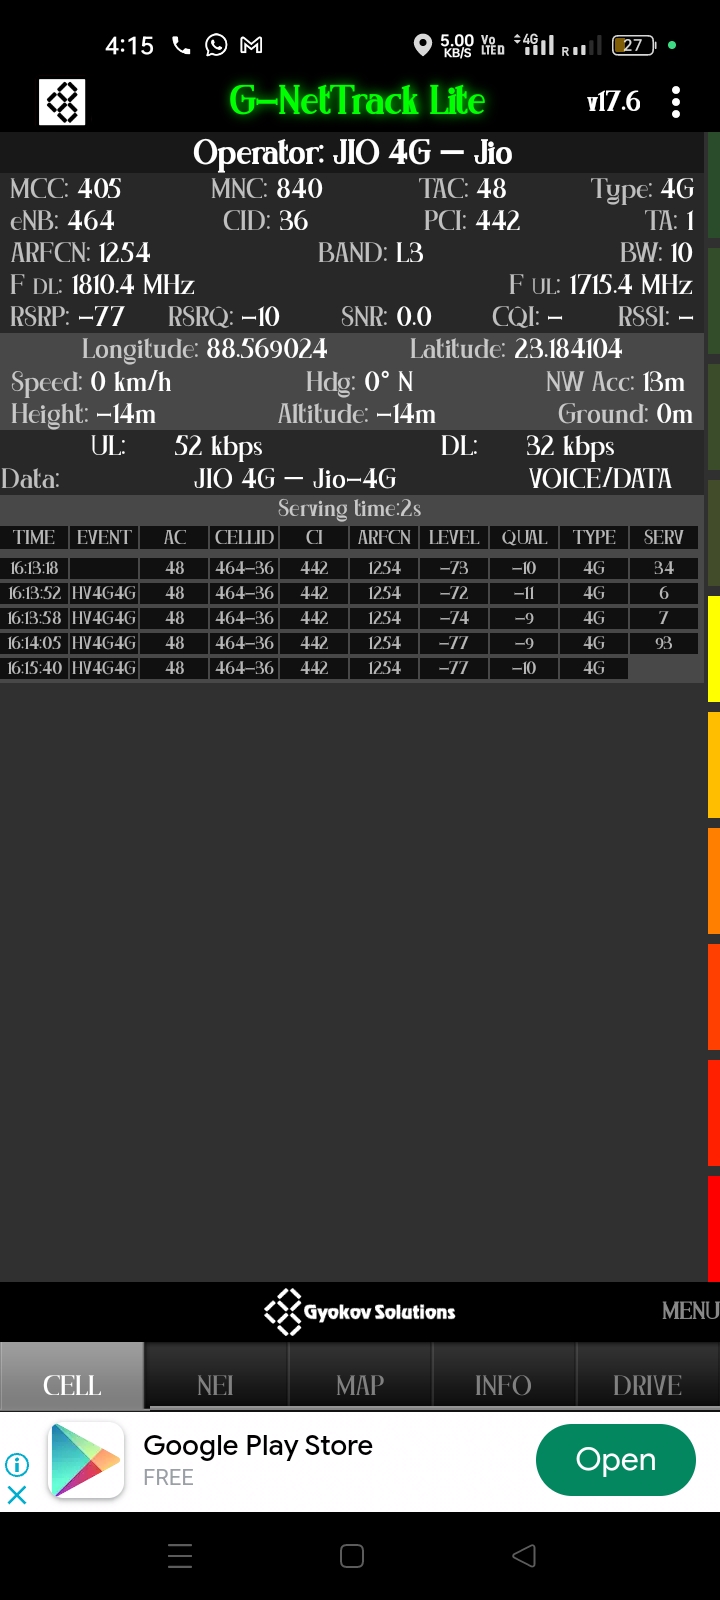 4:15 5.00 KB/S Vo LTED 4G R 27
G-NetTrack Lite v17.6
Operator: JIO 4G — Jio
MCC: 405 MNC: 840 TAC: 48 Type: 4G
eNB: 464 CID: 36 PCI: 442 TA: 1
ARFCN: 1254 BAND: L3 BW: 10
F DL: 1810.4 MHz F UL: 1715.4 MHz
RSRP: -77 RSRQ: -10 SNR: 0.0 CQI: - RSSI: -
Longitude: 88.569024 Latitude: 23.184104
Speed: 0 km/h Hdg: 0° N NW Acc: 13m
Height: -14m Altitude: -14m Ground: 0m
UL: 52 kbps DL: 32 kbps
Data: JIO 4G — Jio-4G VOICE/DATA
Serving time:2s
TIME EVENT AC CELLID CI ARFCN LEVEL QUAL TYPE SERV
16:13:18 48 464-36 442 1254 -73 -10 4G 34
16:13:52 HV4G4G 48 464-36 442 1254 -72 -11 4G 6
16:13:58 HV4G4G 48 464-36 442 1254 -74 -9 4G 7
16:14:05 HV4G4G 48 464-36 442 1254 -77 -9 4G 93
16:15:40 HV4G4G 48 464-36 442 1254 -77 -10 4G
Gyokov Solutions MENU
CELL NEI MAP INFO DRIVE
Google Play Store
FREE
Open